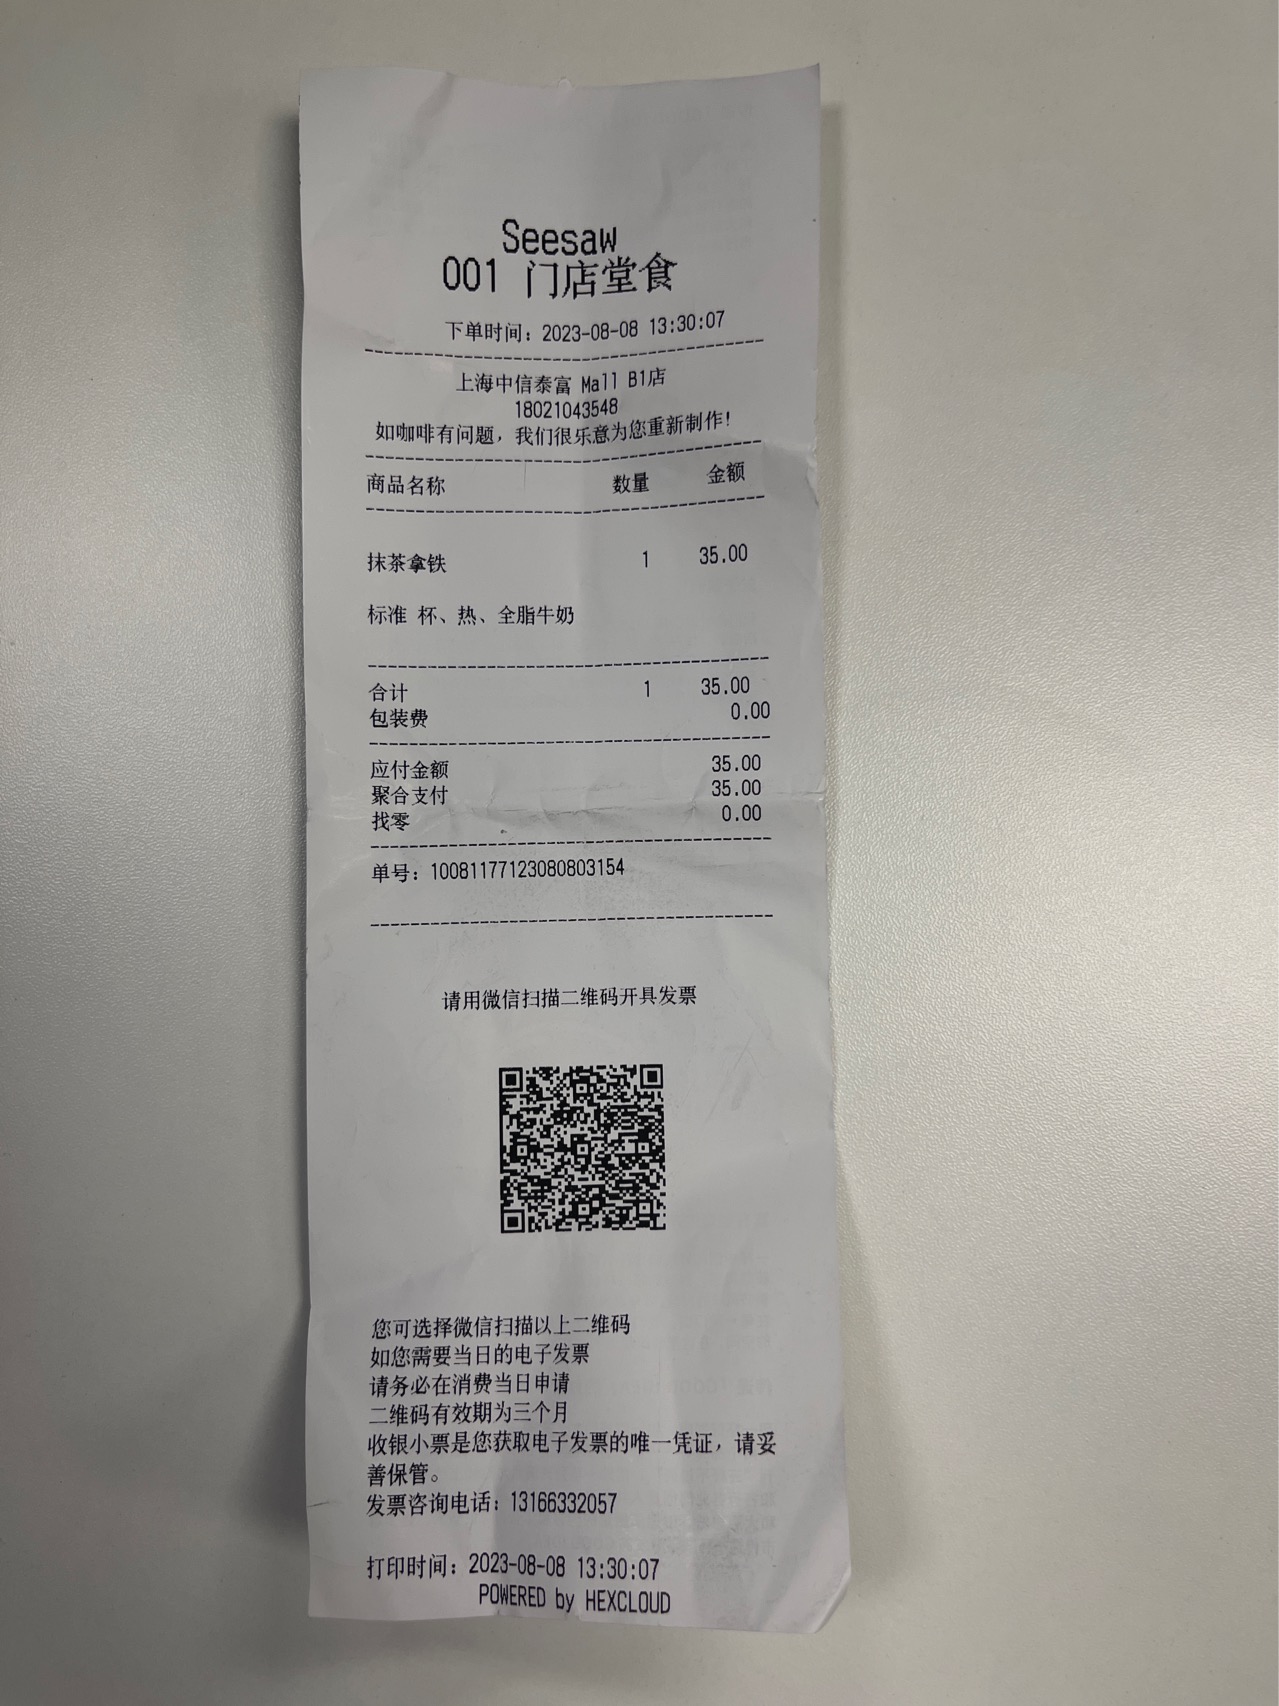 Seesaw
001 门店堂食
下单时间：2023-08-08 13:30:07
上海中信泰富 Mall B1店
18021043548
如咖啡有问题，我们很乐意为您重新制作！
商品名称 数量 金额
抹茶拿铁 1 35.00
标准 杯、热、全脂牛奶
合计 1 35.00
包装费 0.00
应付金额 35.00
聚合支付 35.00
找零 0.00
单号：10081177123080803154
请用微信扫描二维码开具发票
您可选择微信扫描以上二维码
如您需要当日的电子发票
请务必在消费当日申请
二维码有效期为三个月
收银小票是您获取电子发票的唯一凭证，请妥
善保管。
发票咨询电话：13166332057
打印时间：2023-08-08 13:30:07
POWERED by HEXCLOUD